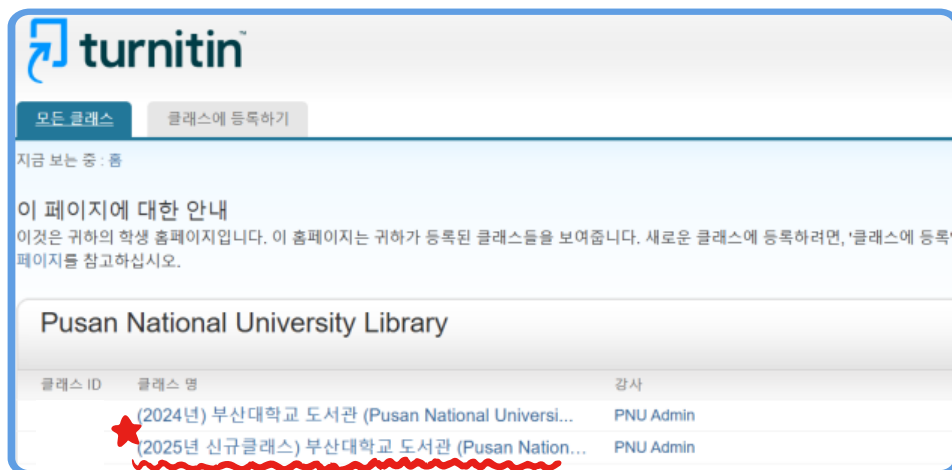 turnitin™
모든 클래스 클래스에 등록하기
지금 보는 중 : 홈
이 페이지에 대한 안내
이것은 귀하의 학생 홈페이지입니다. 이 홈페이지는 귀하가 등록된 클래스들을 보여줍니다. 새로운 클래스에 등록하려면, '클래스에 등록
페이지를 참고하십시오.
Pusan National University Library
클래스 ID 클래스 명 강사
(2024년) 부산대학교 도서관 (Pusan National Universi... PNU Admin
(2025년 신규클래스) 부산대학교 도서관 (Pusan Nation... PNU Admin